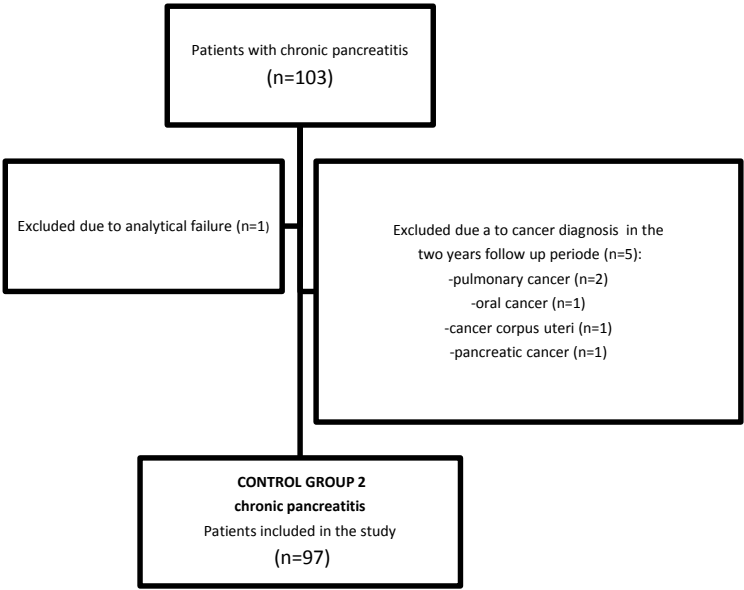 Patients with chronic pancreatitis
(n=103)
Excluded due to analytical failure (n=1)
Excluded due a to cancer diagnosis in the
two years follow up periode (n=5):
-pulmonary cancer (n=2)
-oral cancer (n=1)
-cancer corpus uteri (n=1)
-pancreatic cancer (n=1)
CONTROL GROUP 2
chronic pancreatitis
Patients included in the study
(n=97)